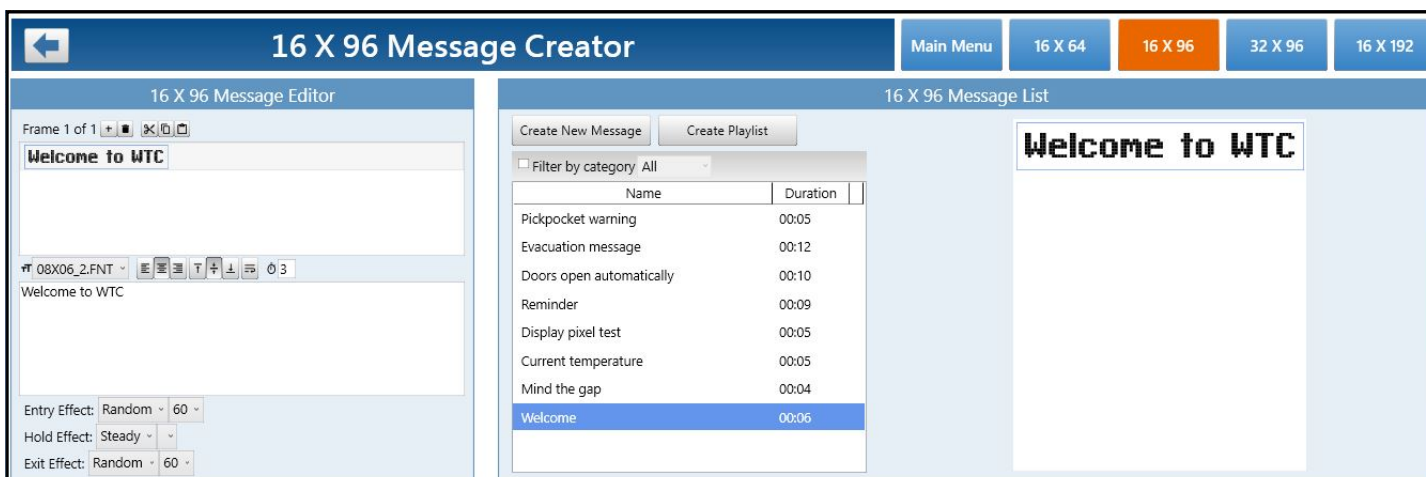 16 X 96 Message Creator
Main Menu
16 X 64
16 X 96
32 X 96
16 X 192
16 X 96 Message Editor
Frame 1 of 1
Welcome to WTC
08X06_2.FNT
3
Welcome to WTC
Entry Effect: Random 60
Hold Effect: Steady
Exit Effect: Random 60
16 X 96 Message List
Create New Message
Create Playlist
Filter by category All
Name Duration
Pickpocket warning 00:05
Evacuation message 00:12
Doors open automatically 00:10
Reminder 00:09
Display pixel test 00:05
Current temperature 00:05
Mind the gap 00:04
Welcome 00:06
Welcome to WTC